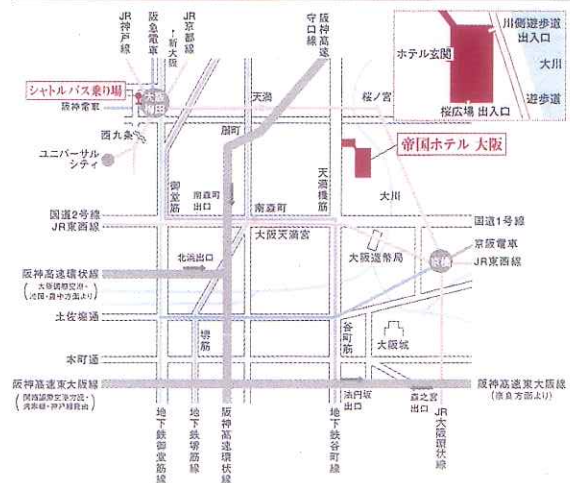 JR神戸線
阪急電車
新大阪
JR京都線
阪神高速守口線
シャトルバス乗り場
大阪
梅田
阪神電車
西九条
ユニバーサル
シティ
天満
扇町
桜ノ宮
ホテル玄関
川側遊歩道
出入口
大川
遊歩道
桜広場 出入口
帝国ホテル 大阪
御堂筋
南森町
出口
南森町
天満橋筋
大川
国道2号線
JR東西線
大阪天満宮
国道1号線
京阪電車
京橋
JR東西線
北浜出口
大阪造幣局
阪神高速環状線
土佐堀通
堺筋
谷町筋
大阪城
本町通
阪神高速東大阪線
法円坂
出口
森之宮
出口
阪神高速東大阪線
(奈良方面より)
地下鉄御堂筋線
地下鉄堺筋線
阪神高速環状線
地下鉄谷町線
JR大阪環状線